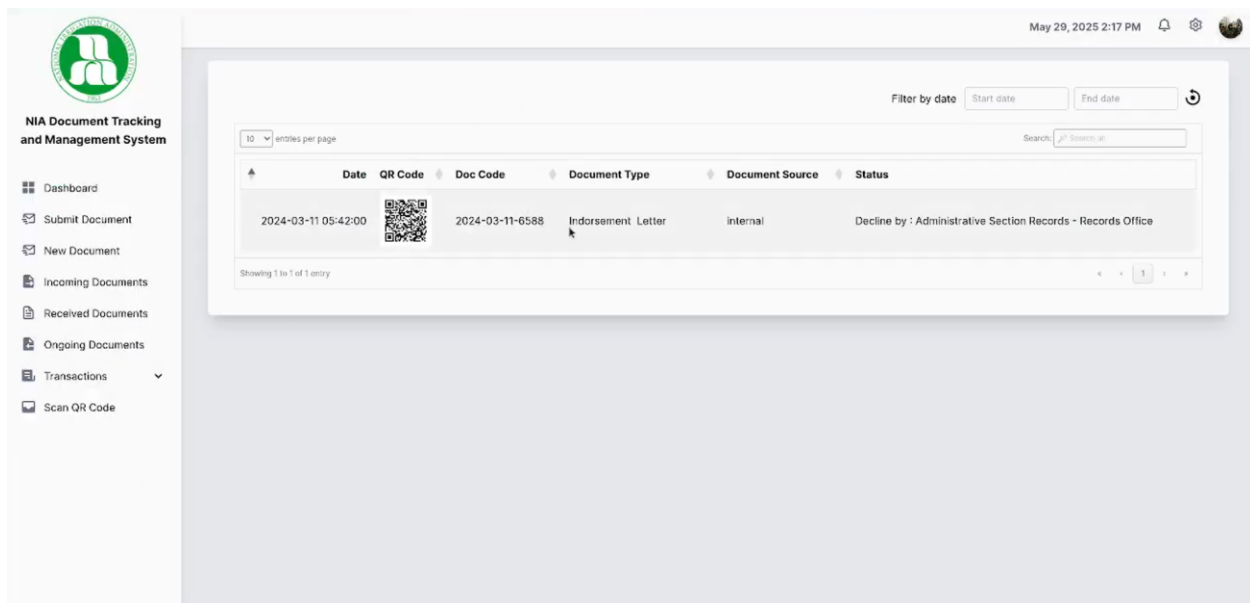 May 29, 2025 2:17 PM
NATIONAL IRRIGATION ADMINISTRATION
NIA Document Tracking
and Management System
Dashboard
Submit Document
New Document
Incoming Documents
Received Documents
Ongoing Documents
Transactions
Scan QR Code
Filter by date Start date End date
10 entries per page Search:
Date QR Code Doc Code Document Type Document Source Status
2024-03-11 05:42:00 2024-03-11-6588 Indorsement Letter internal Decline by : Administrative Section Records - Records Office
Showing 1 to 1 of 1 entry « ‹ 1 › »